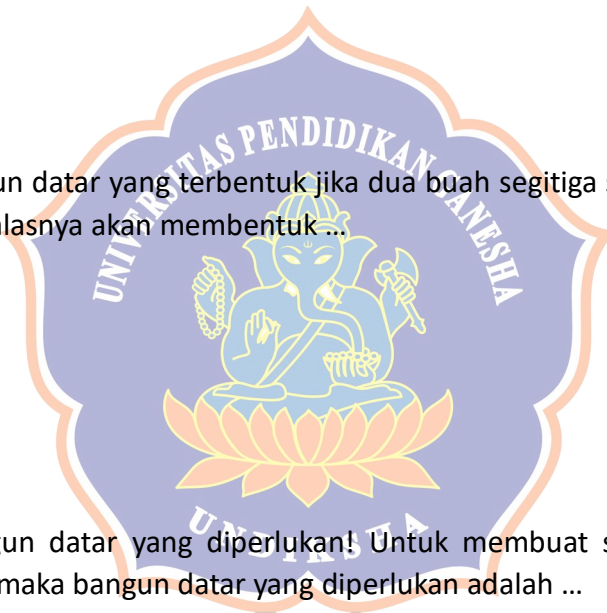 UNIVERSITAS PENDIDIKAN GANESHA
un datar yang terbentuk jika dua buah segitiga s
alasnya akan membentuk ...
UNDIKSHA
gun datar yang diperlukan! Untuk membuat s
maka bangun datar yang diperlukan adalah ...